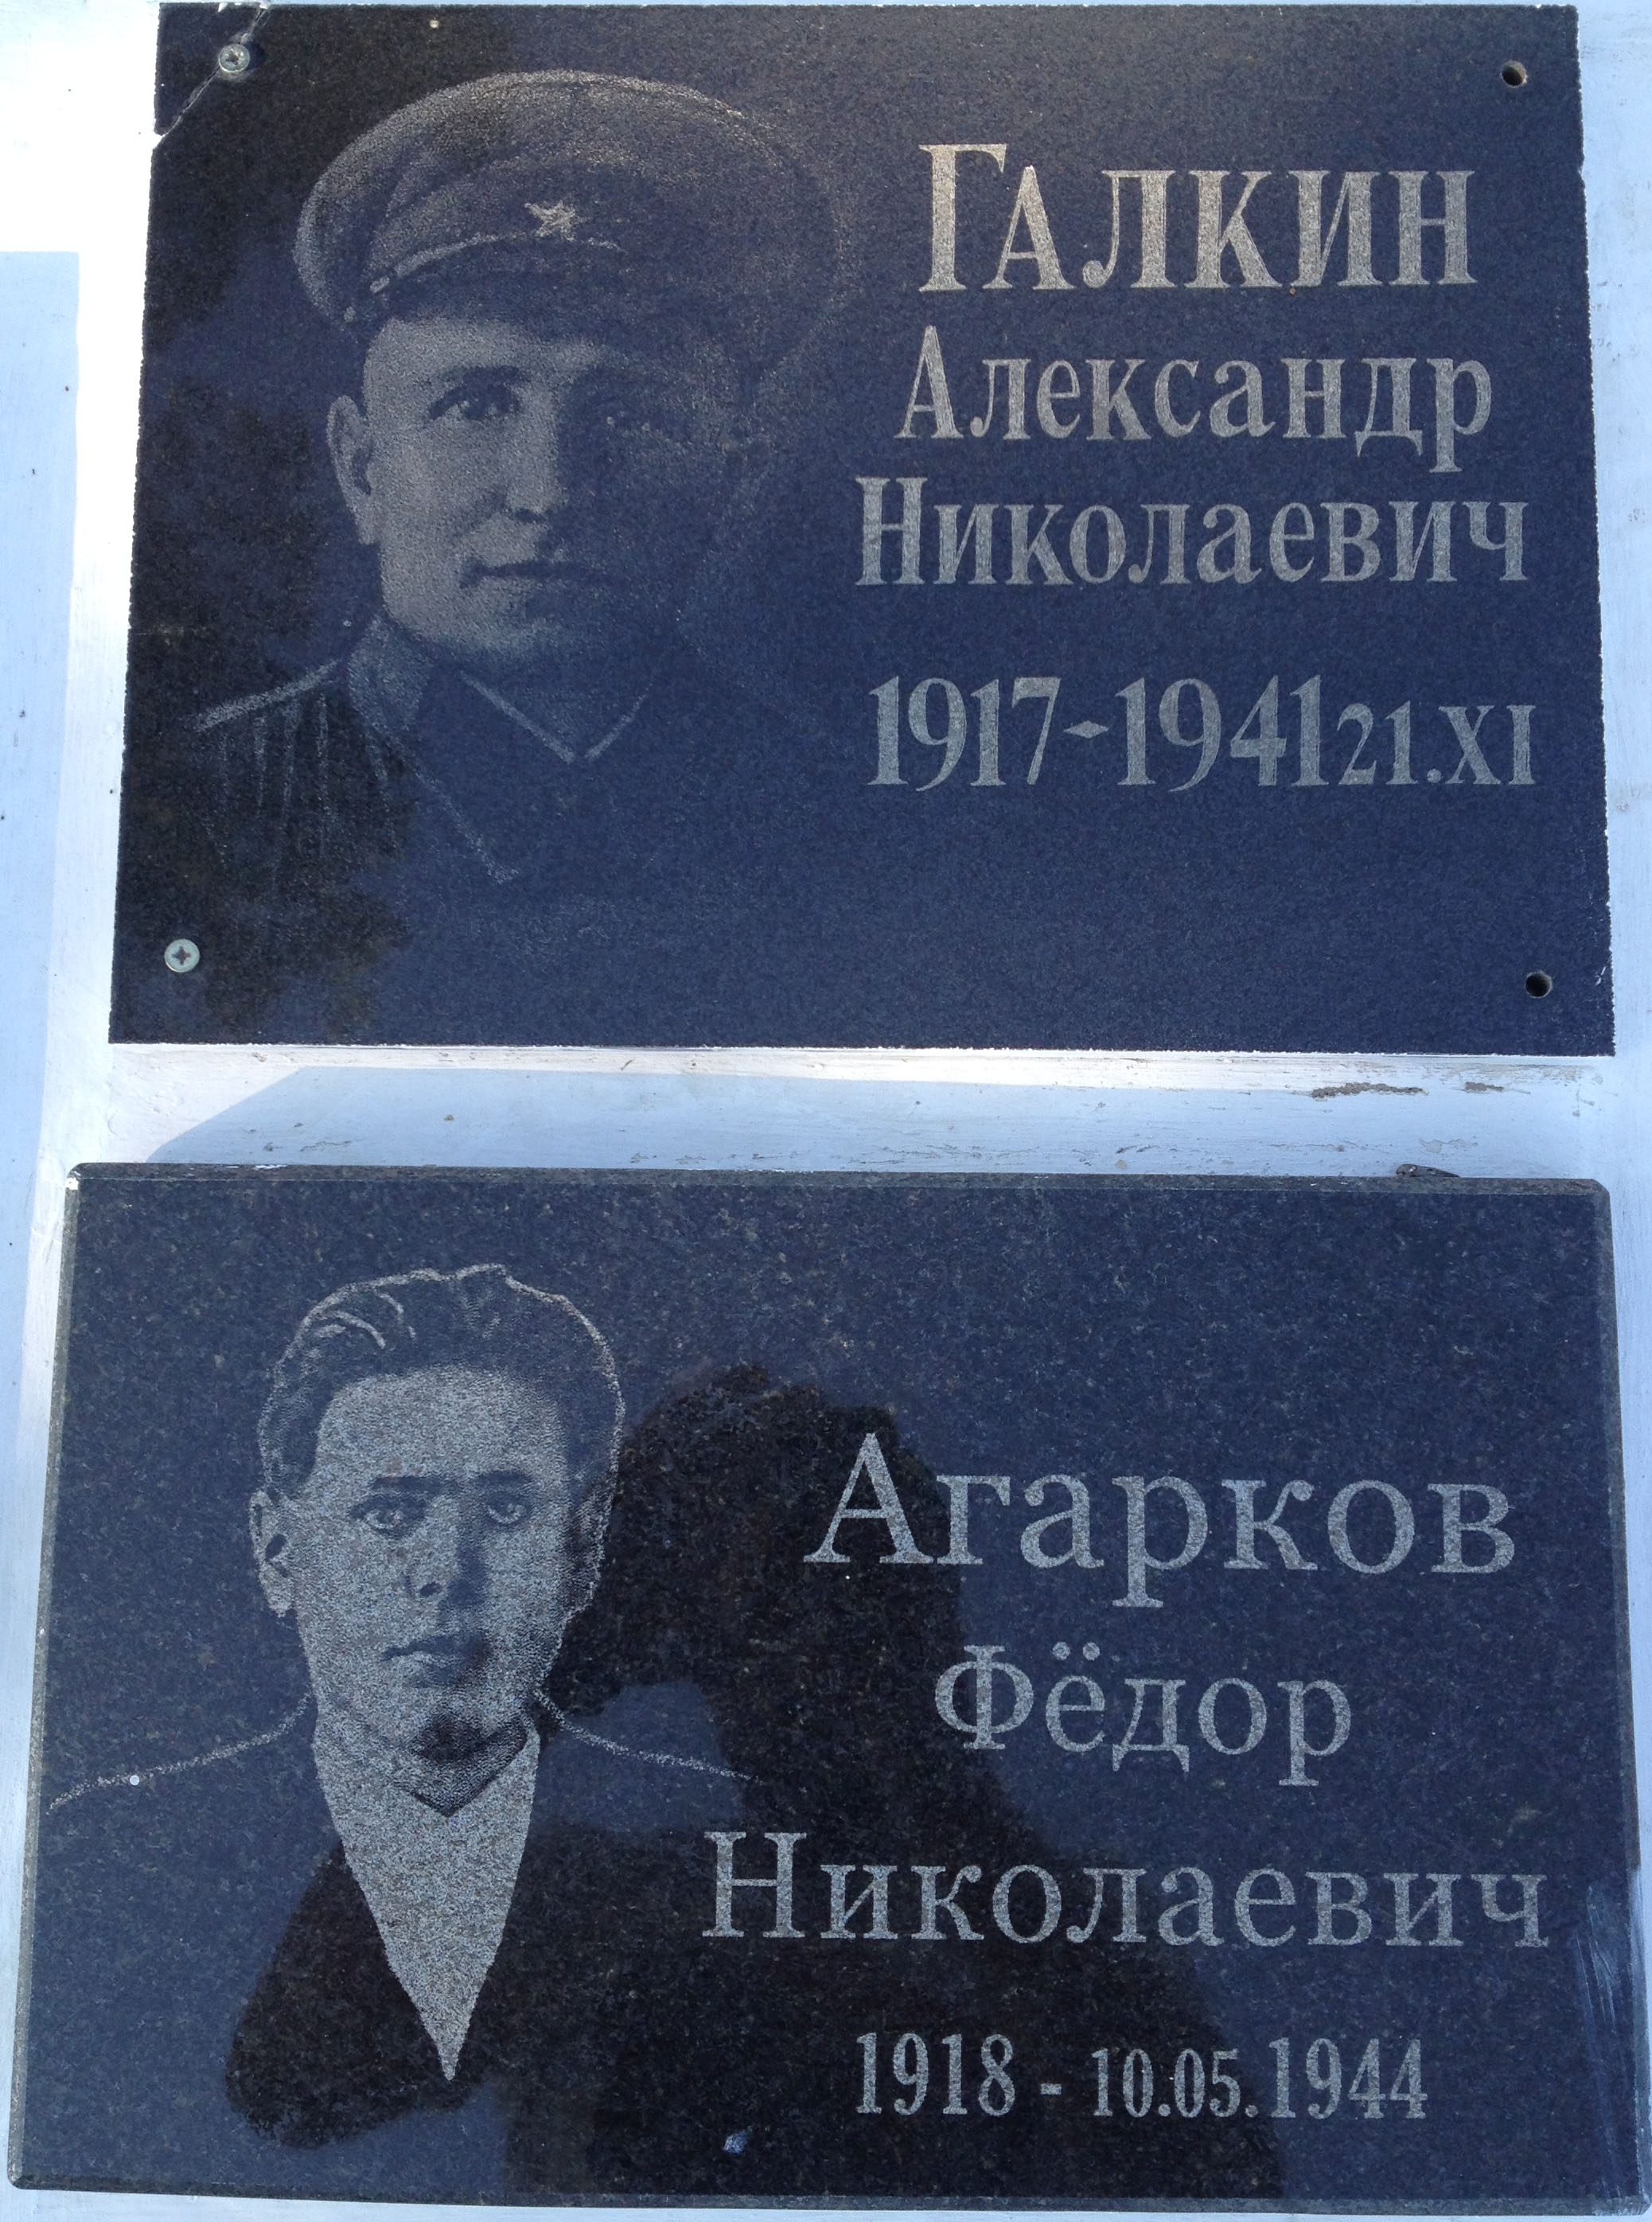 ГАЛКИН
Александр
Николаевич
1917-1941 21.XI
Агарков
Фёдор
Николаевич
1918 - 10.05.1944